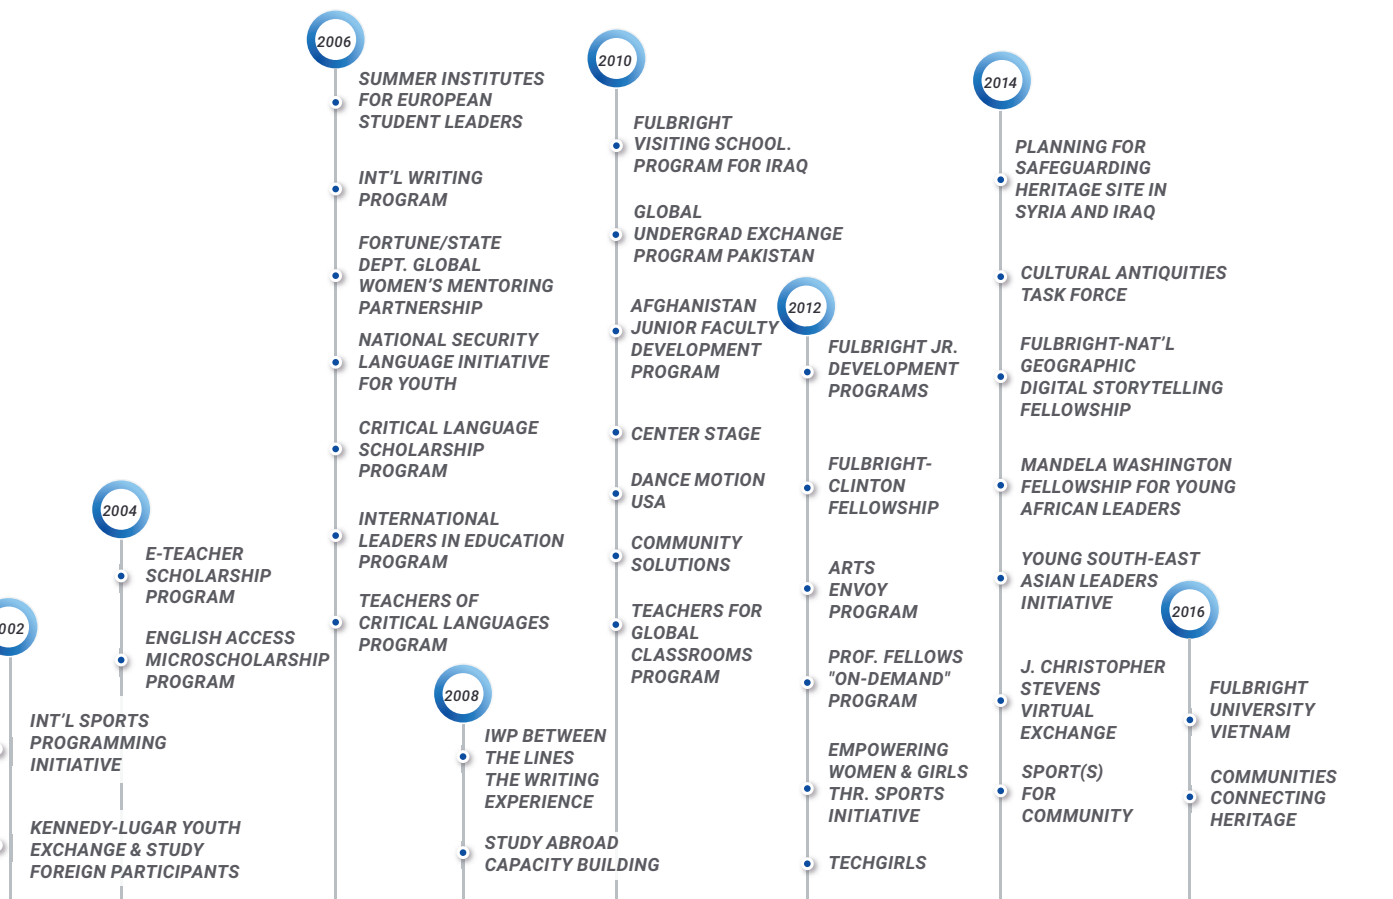 2006
SUMMER INSTITUTES
FOR EUROPEAN
STUDENT LEADERS
INT'L WRITING
PROGRAM
FORTUNE/STATE
DEPT. GLOBAL
WOMEN'S MENTORING
PARTNERSHIP
NATIONAL SECURITY
LANGUAGE INITIATIVE
FOR YOUTH
CRITICAL LANGUAGE
SCHOLARSHIP
PROGRAM
INTERNATIONAL
LEADERS IN EDUCATION
PROGRAM
TEACHERS OF
CRITICAL LANGUAGES
PROGRAM
2010
FULBRIGHT
VISITING SCHOOL.
PROGRAM FOR IRAQ
GLOBAL
UNDERGRAD EXCHANGE
PROGRAM PAKISTAN
AFGHANISTAN
JUNIOR FACULTY
DEVELOPMENT
PROGRAM
CENTER STAGE
DANCE MOTION
USA
COMMUNITY
SOLUTIONS
TEACHERS FOR
GLOBAL
CLASSROOMS
PROGRAM
2014
PLANNING FOR
SAFEGUARDING
HERITAGE SITE IN
SYRIA AND IRAQ
CULTURAL ANTIQUITIES
TASK FORCE
FULBRIGHT-NAT'L
GEOGRAPHIC
DIGITAL STORYTELLING
FELLOWSHIP
MANDELA WASHINGTON
FELLOWSHIP FOR YOUNG
AFRICAN LEADERS
YOUNG SOUTH-EAST
ASIAN LEADERS
INITIATIVE
J. CHRISTOPHER
STEVENS
VIRTUAL
EXCHANGE
SPORT(S)
FOR
COMMUNITY
2012
FULBRIGHT JR.
DEVELOPMENT
PROGRAMS
FULBRIGHT-
CLINTON
FELLOWSHIP
ARTS
ENVOY
PROGRAM
PROF. FELLOWS
"ON-DEMAND"
PROGRAM
EMPOWERING
WOMEN & GIRLS
THR. SPORTS
INITIATIVE
TECHGIRLS
2004
E-TEACHER
SCHOLARSHIP
PROGRAM
ENGLISH ACCESS
MICROSCHOLARSHIP
PROGRAM
002
INT'L SPORTS
PROGRAMMING
INITIATIVE
KENNEDY-LUGAR YOUTH
EXCHANGE & STUDY
FOREIGN PARTICIPANTS
2008
IWP BETWEEN
THE LINES
THE WRITING
EXPERIENCE
STUDY ABROAD
CAPACITY BUILDING
2016
FULBRIGHT
UNIVERSITY
VIETNAM
COMMUNITIES
CONNECTING
HERITAGE